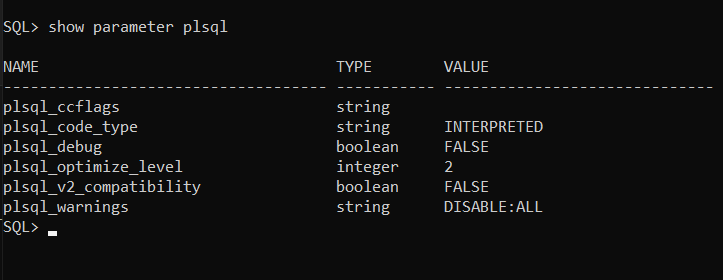 SQL> show parameter plsql
NAME                                 TYPE        VALUE
------------------------------------ ----------- ------------------------------
plsql_ccflags                        string
plsql_code_type                      string      INTERPRETED
plsql_debug                          boolean     FALSE
plsql_optimize_level                 integer     2
plsql_v2_compatibility               boolean     FALSE
plsql_warnings                       string      DISABLE:ALL
SQL>